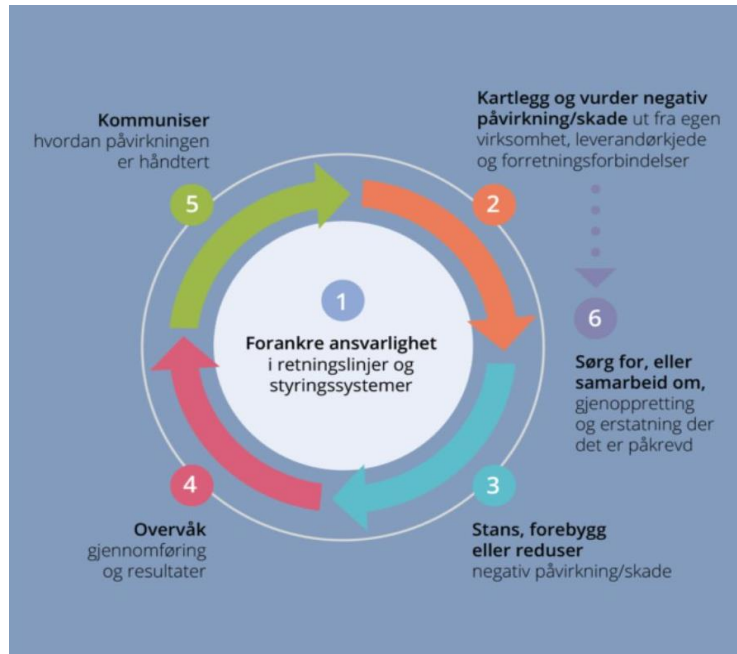 1
Forankre ansvarlighet
i retningslinjer og
styringssystemer
2
Kartlegg og vurder negativ
påvirkning/skade ut fra egen
virksomhet, leverandørkjede
og forretningsforbindelser
3
Stans, forebygg
eller reduser
negativ påvirkning/skade
4
Overvåk
gjennomføring
og resultater
5
Kommuniser
hvordan påvirkningen
er håndtert
6
Sørg for, eller
samarbeid om,
gjenoppretting
og erstatning der
det er påkrevd